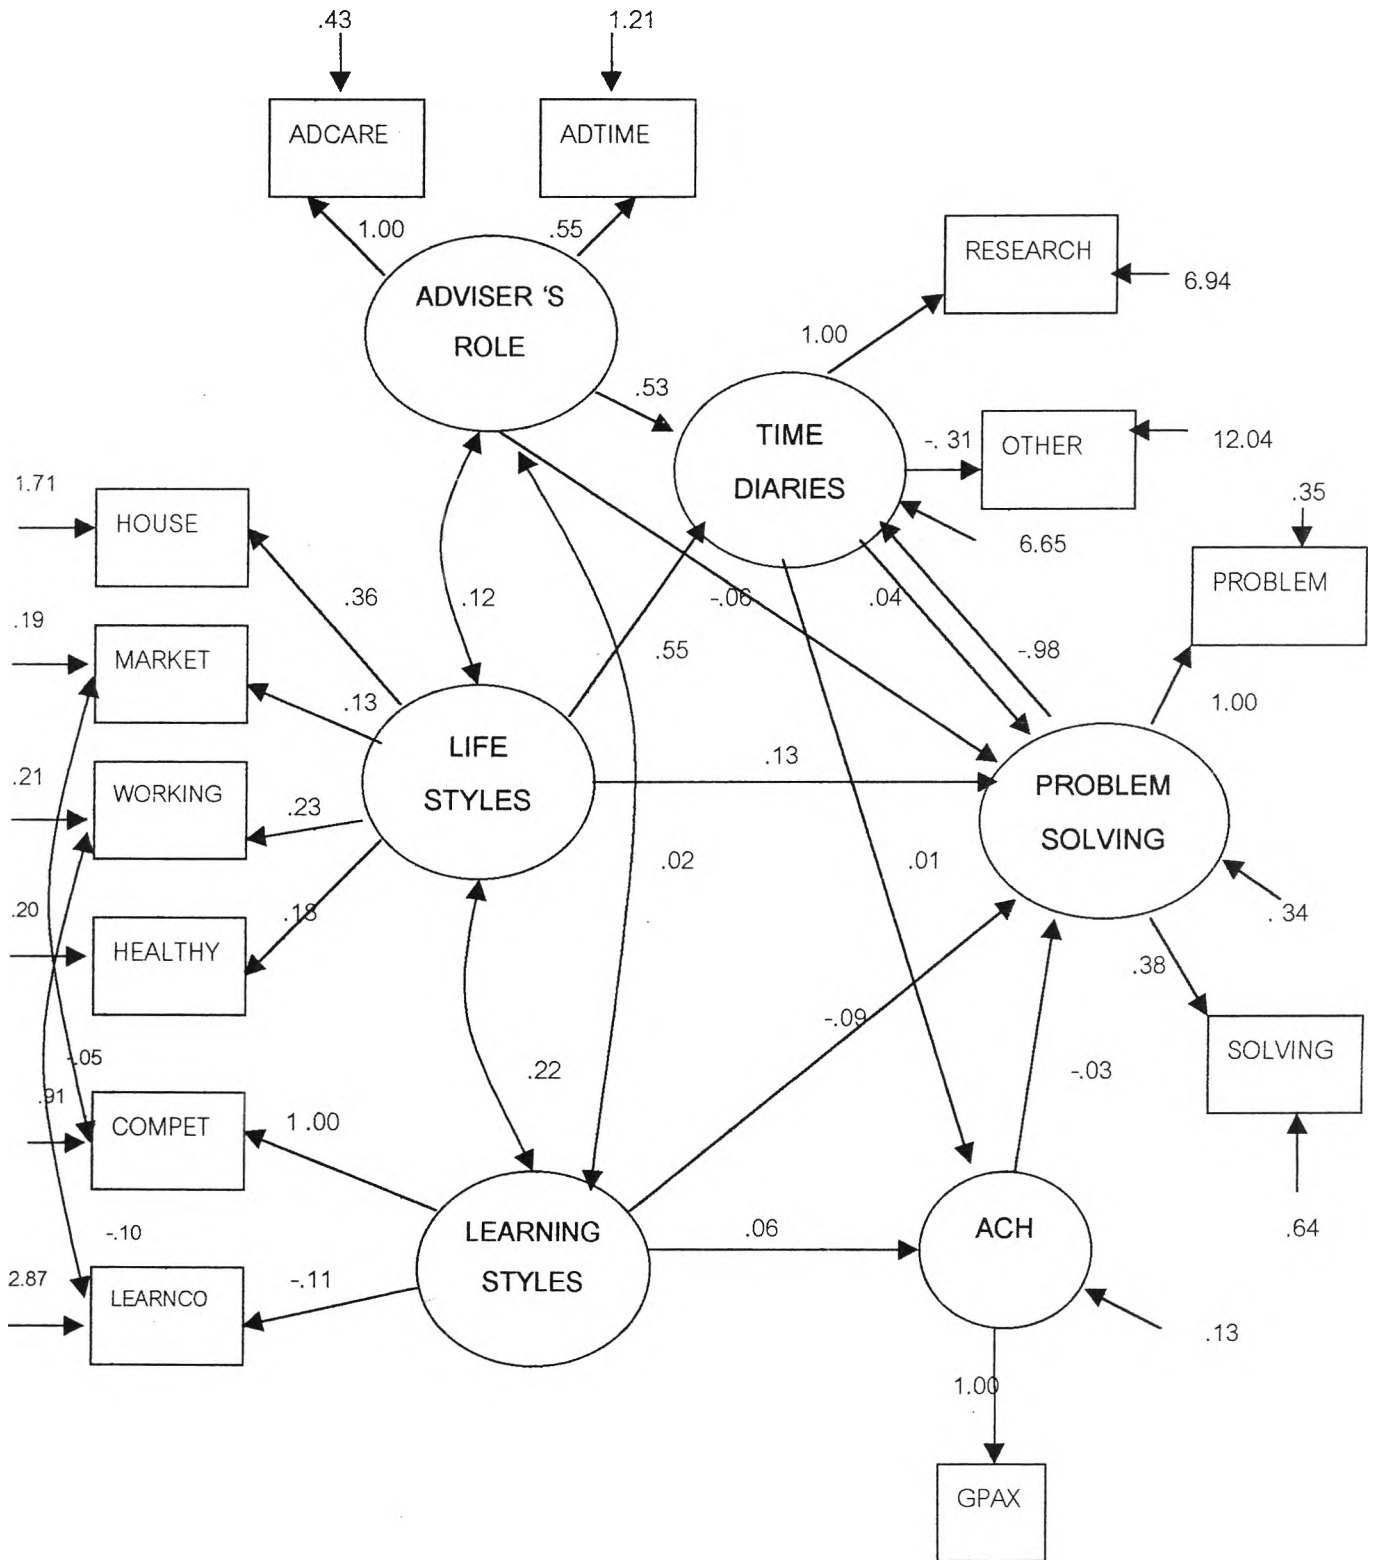 .43
1.21
ADCARE
ADTIME
1.00
.55
ADVISER 'S
ROLE
RESEARCH
6.94
1.00
.53
TIME
DIARIES
-. 31
OTHER
12.04
1.71
HOUSE
.35
6.65
PROBLEM
.36
.12
-.06
.04
.19
MARKET
.55
-.98
.13
1.00
LIFE
STYLES
.13
.21
WORKING
.23
PROBLEM
SOLVING
.02
.01
.20
HEALTHY
.18
. 34
.38
-.09
-.05
.91
SOLVING
.22
-.03
COMPET
1.00
-.10
LEARNING
STYLES
.06
ACH
.64
2.87
LEARNCO
-.11
.13
1.00
GPAX